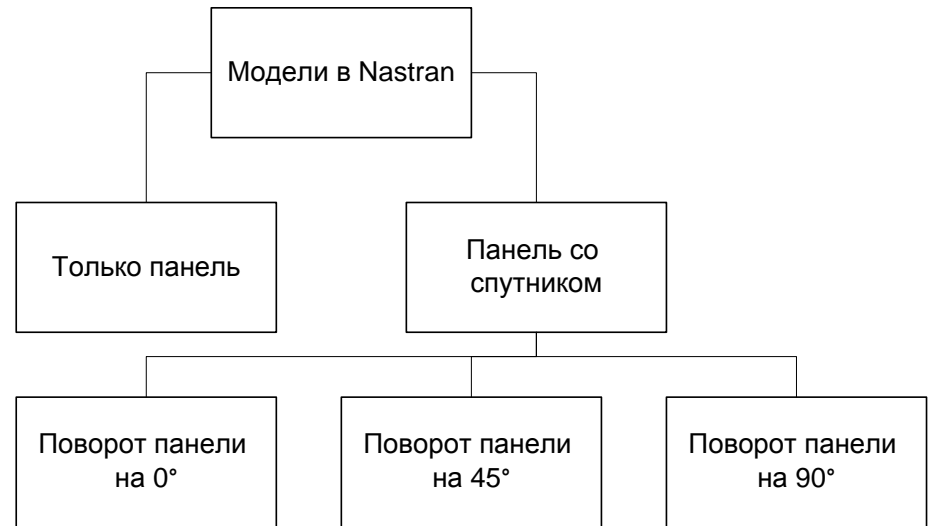 Модели в Nastran
Только панель
Панель со
спутником
Поворот панели
на 0°
Поворот панели
на 45°
Поворот панели
на 90°